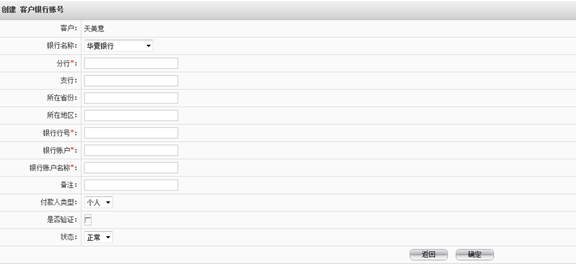 创建 客户银行账号
客户: 天美意
银行名称: 华夏银行
分行*:
支行:
所在省份:
所在地区:
银行行号*:
银行账户*:
银行账户名称*:
备注:
付款人类型: 个人
是否验证:
状态: 正常
返回 确定